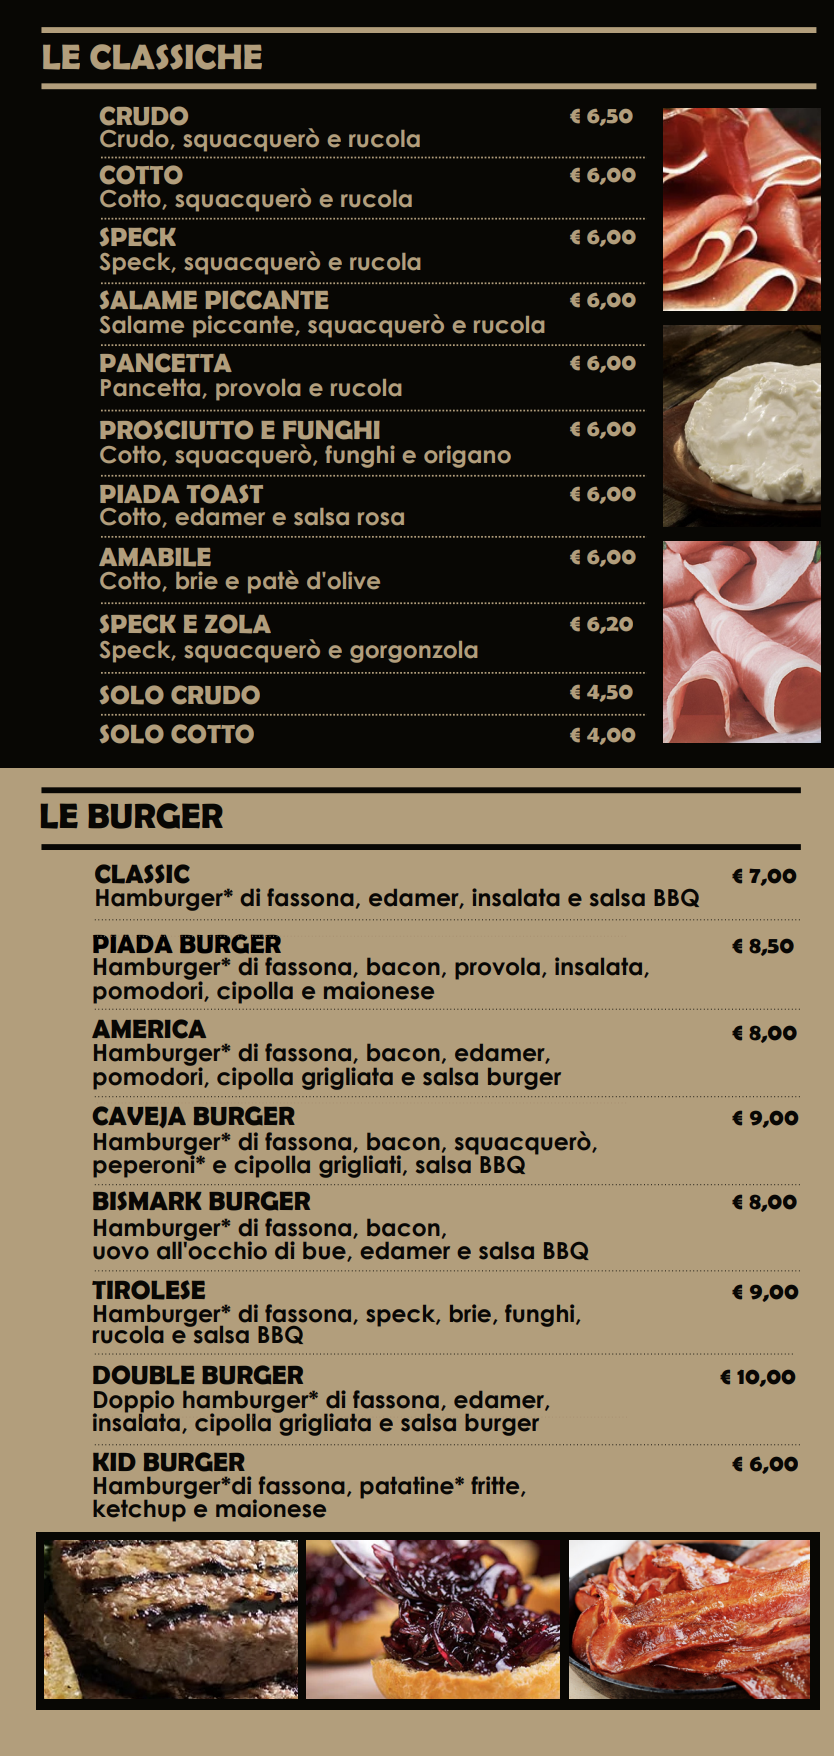 LE CLASSICHE
CRUDO € 6,50
Crudo, squacquerò e rucola
COTTO € 6,00
Cotto, squacquerò e rucola
SPECK € 6,00
Speck, squacquerò e rucola
SALAME PICCANTE € 6,00
Salame piccante, squacquerò e rucola
PANCETTA € 6,00
Pancetta, provola e rucola
PROSCIUTTO E FUNGHI € 6,00
Cotto, squacquerò, funghi e origano
PIADA TOAST € 6,00
Cotto, edamer e salsa rosa
AMABILE € 6,00
Cotto, brie e patè d'olive
SPECK E ZOLA € 6,20
Speck, squacquerò e gorgonzola
SOLO CRUDO € 4,50
SOLO COTTO € 4,00
LE BURGER
CLASSIC € 7,00
Hamburger* di fassona, edamer, insalata e salsa BBQ
PIADA BURGER € 8,50
Hamburger* di fassona, bacon, provola, insalata,
pomodori, cipolla e maionese
AMERICA € 8,00
Hamburger* di fassona, bacon, edamer,
pomodori, cipolla grigliata e salsa burger
CAVEJA BURGER € 9,00
Hamburger* di fassona, bacon, squacquerò,
peperoni* e cipolla grigliati, salsa BBQ
BISMARK BURGER € 8,00
Hamburger* di fassona, bacon,
uovo all'occhio di bue, edamer e salsa BBQ
TIROLESE € 9,00
Hamburger* di fassona, speck, brie, funghi,
rucola e salsa BBQ
DOUBLE BURGER € 10,00
Doppio hamburger* di fassona, edamer,
insalata, cipolla grigliata e salsa burger
KID BURGER € 6,00
Hamburger*di fassona, patatine* fritte,
ketchup e maionese